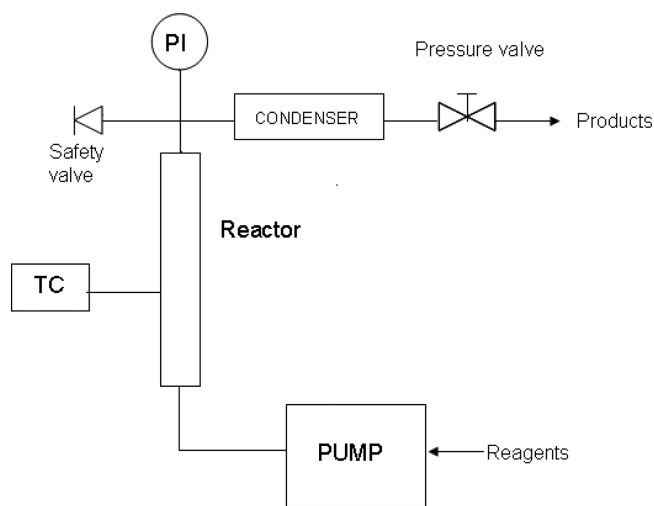 PI
Pressure valve
CONDENSER
Products
Safety
valve
Reactor
TC
PUMP
Reagents